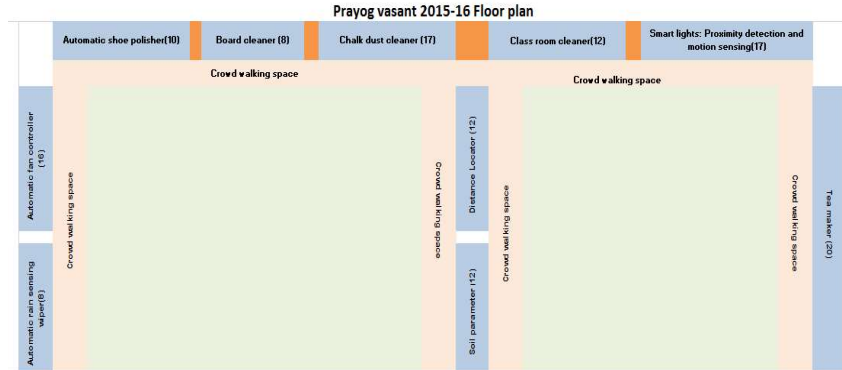 Prayog vasant 2015-16 Floor plan
Automatic shoe polisher(10)
Board cleaner (8)
Chalk dust cleaner (17)
Class room cleaner(12)
Smart lights: Proximity detection and
motion sensing(17)
Crowd walking space
Crowd walking space
Automatic fan controller
(16)
Automatic rain sensing
wiper(8)
Crowd walking space
Crowd walking space
Distance Locator (12)
Soil parameter (12)
Crowd walking space
Crowd walking space
Tea maker (20)